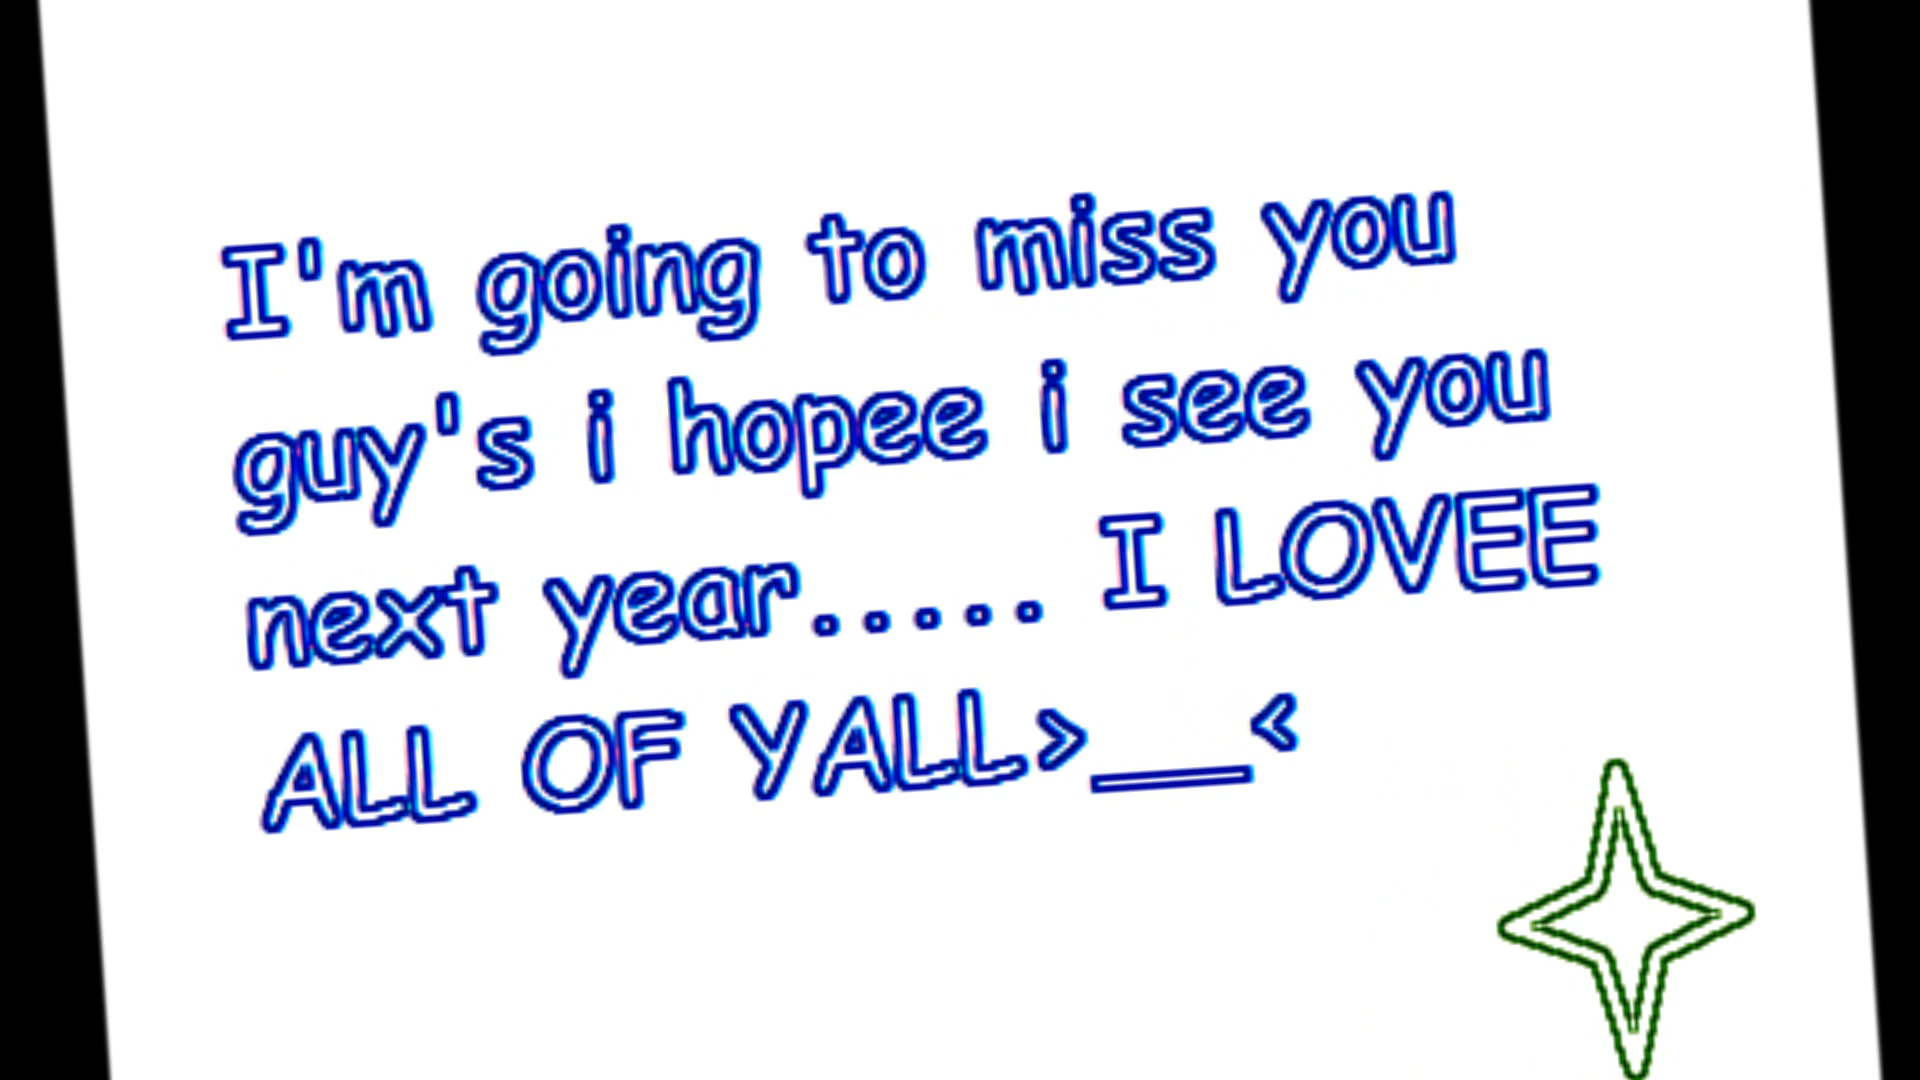 I'm going to miss you
guy's i hopee i see you
next year..... I LOVEE
ALL OF YALL>__<